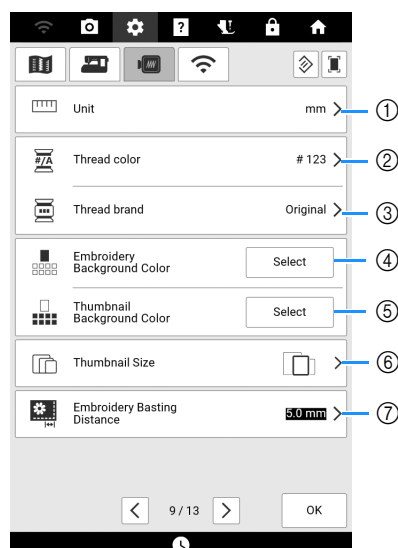 ?
Unit
mm
①
#/A
Thread color
# 123
②
Thread brand
Original
③
Embroidery
Background Color
Select
④
Thumbnail
Background Color
Select
⑤
Thumbnail Size
⑥
Embroidery Basting
Distance
5.0 mm
⑦
9 / 13
OK